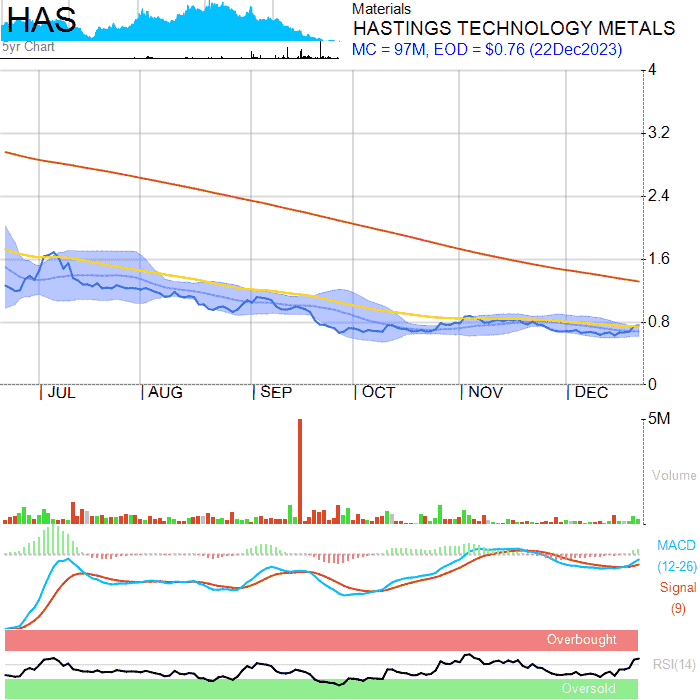 HAS
5yr Chart
Materials
HASTINGS TECHNOLOGY METALS
MC = 97M, EOD = $0.76 (22Dec2023)
4
3.2
2.4
1.6
0.8
0
JUL AUG SEP OCT NOV DEC
5M
Volume
MACD
(12-26)
Signal
(9)
Overbought
RSI(14)
Oversold